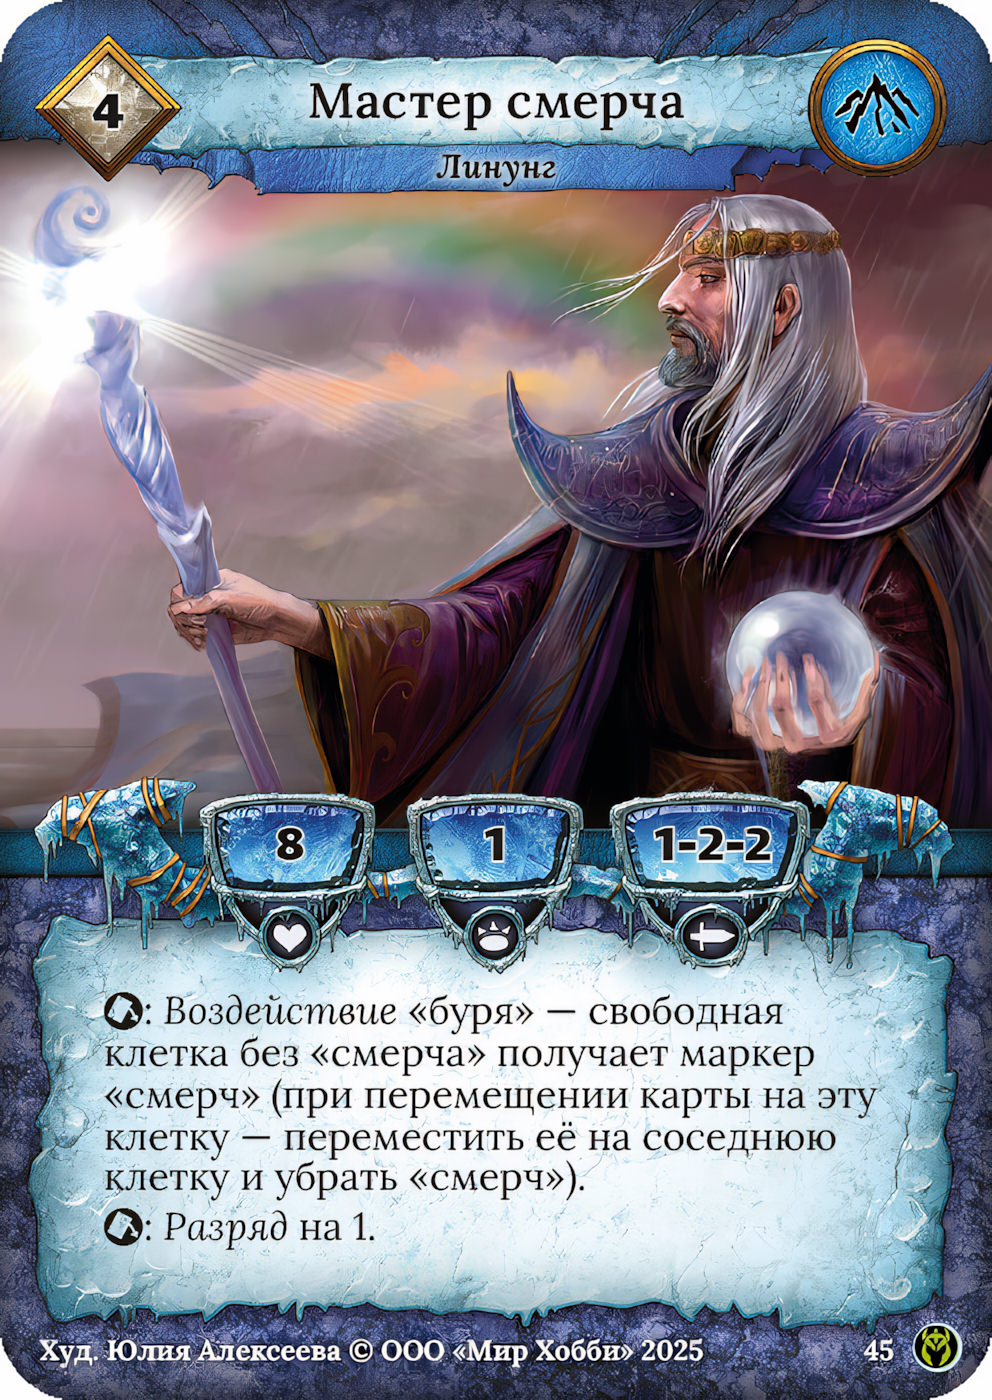 4
Мастер смерча
Линунг
8
1
1-2-2
: Воздействие «буря» — свободная
клетка без «смерча» получает маркер
«смерч» (при перемещении карты на эту
клетку — переместить её на соседнюю
клетку и убрать «смерч»).
: Разряд на 1.
Худ. Юлия Алексеева © ООО «Мир Хобби» 2025
45